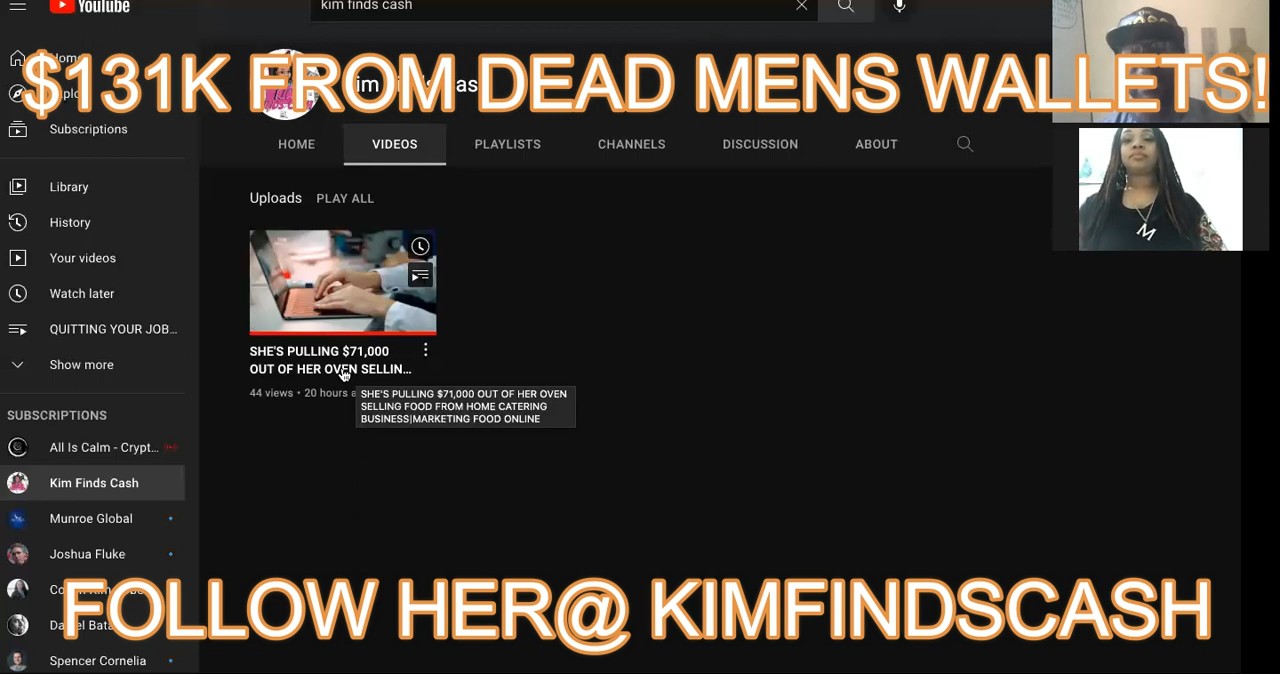 YouTube
kim finds cash
$131K FROM DEAD MENS WALLETS!
HOME
VIDEOS
PLAYLISTS
CHANNELS
DISCUSSION
ABOUT
Subscriptions
Library
History
Your videos
Watch later
QUITTING YOUR JOB...
Show more
SUBSCRIPTIONS
All Is Calm - Crypt...
Kim Finds Cash
Munroe Global
Joshua Fluke
Spencer Cornelia
Uploads
PLAY ALL
SHE'S PULLING $71,000
OUT OF HER OVEN SELLIN...
44 views • 20 hours
SHE'S PULLING $71,000 OUT OF HER OVEN
SELLING FOOD FROM HOME CATERING
BUSINESS|MARKETING FOOD ONLINE
M
FOLLOW HER@ KIMFINDSCASH